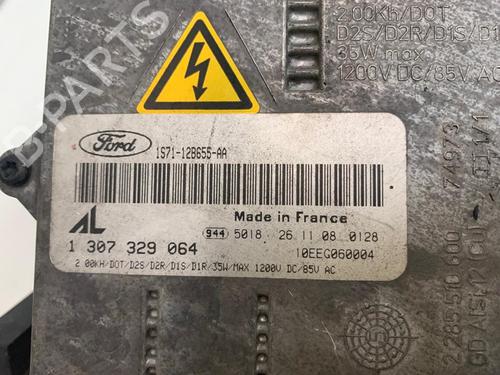 2.00Kh/DOT
D2S/D2R/D1S/D1
35W max
1200V DC/85V AC
Ford
1S71-12B655-AA
AL
Made in France
944 5018 26 11 08 0128
1 307 329 064
10EEG060004
2.00KH/DOT/D2S/D2R/D1S/D1R/35W/MAX 1200V DC/85V AC
74973
B-PARTS